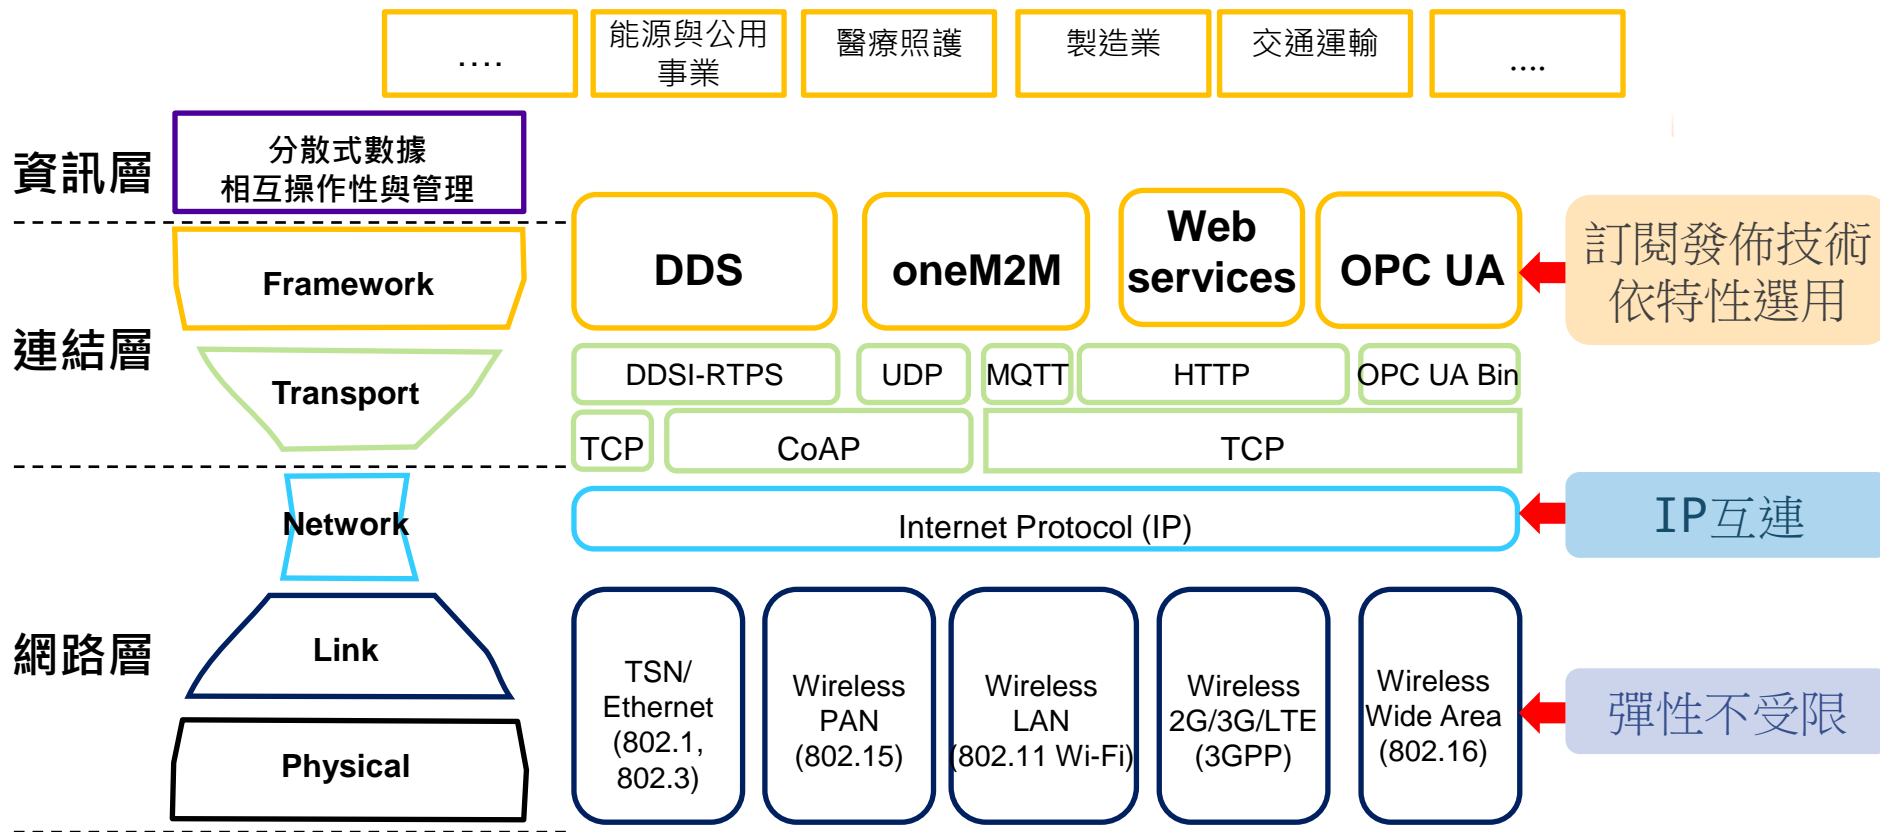 ....
能源與公用
事業
醫療照護
製造業
交通運輸
....
資訊層
分散式數據
相互操作性與管理
連結層
Framework
DDS
oneM2M
Web
services
OPC UA
訂閱發佈技術
依特性選用
Transport
DDSI-RTPS
UDP
MQTT
HTTP
OPC UA Bin
TCP
CoAP
TCP
網路層
Network
Internet Protocol (IP)
IP互連
Link
Physical
TSN/
Ethernet
(802.1,
802.3)
Wireless
PAN
(802.15)
Wireless
LAN
(802.11 Wi-Fi)
Wireless
2G/3G/LTE
(3GPP)
Wireless
Wide Area
(802.16)
彈性不受限